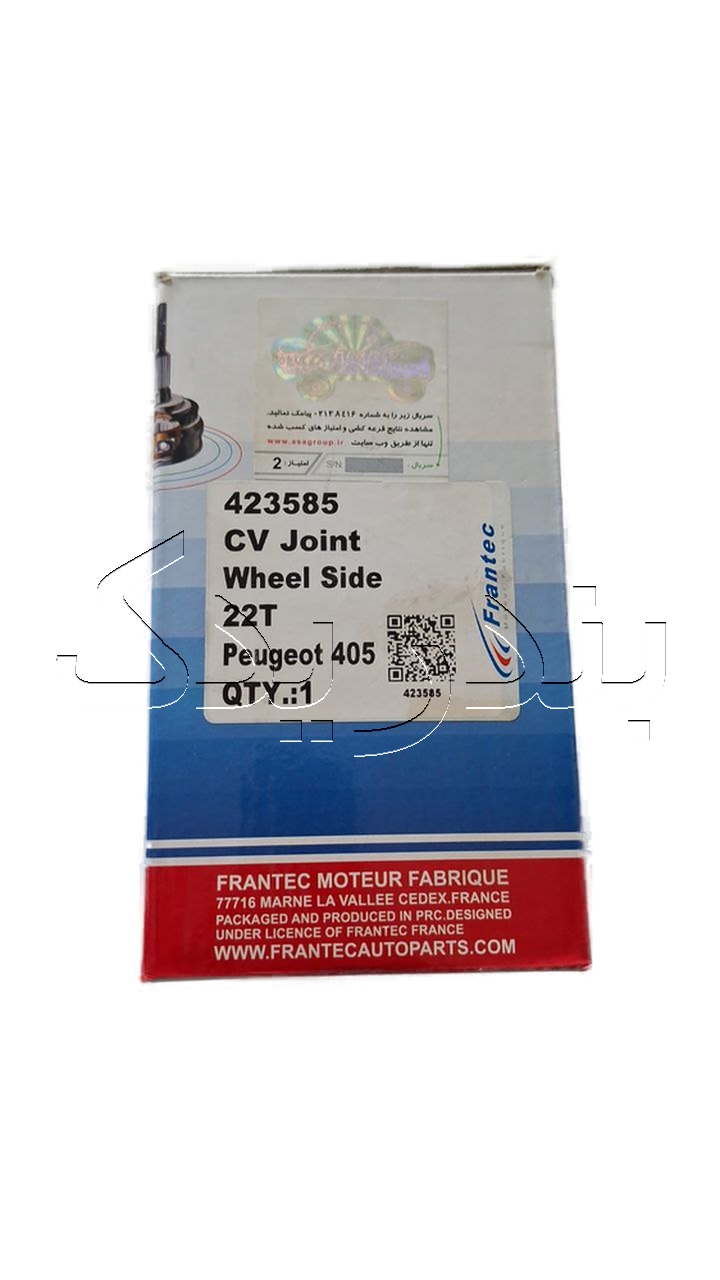 سریال زیر را به شماره ۰۲۱۳۸۴۱۶ پیامک نمائید.
مشاهده نتایج قرعه کشی و امتیاز های کسب شده
تنها از طریق وب سایت www.asagroup.ir
سریال: S/N: امتیاز: 2
423585
CV Joint
Wheel Side
22T
Peugeot 405
QTY.:1
423585
Frantec
یدک
FRANTEC MOTEUR FABRIQUE
77716 MARNE LA VALLEE CEDEX.FRANCE
PACKAGED AND PRODUCED IN PRC.DESIGNED
UNDER LICENCE OF FRANTEC FRANCE
WWW.FRANTECAUTOPARTS.COM